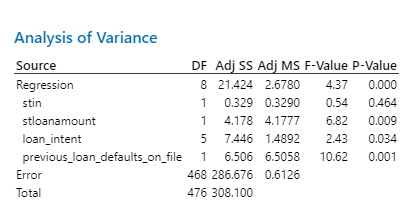 Analysis of Variance
Source DF Adj SS Adj MS F-Value P-Value
Regression 8 21.424 2.6780 4.37 0.000
stin 1 0.329 0.3290 0.54 0.464
stloanamount 1 4.178 4.1777 6.82 0.009
loan_intent 5 7.446 1.4892 2.43 0.034
previous_loan_defaults_on_file 1 6.506 6.5058 10.62 0.001
Error 468 286.676 0.6126
Total 476 308.100